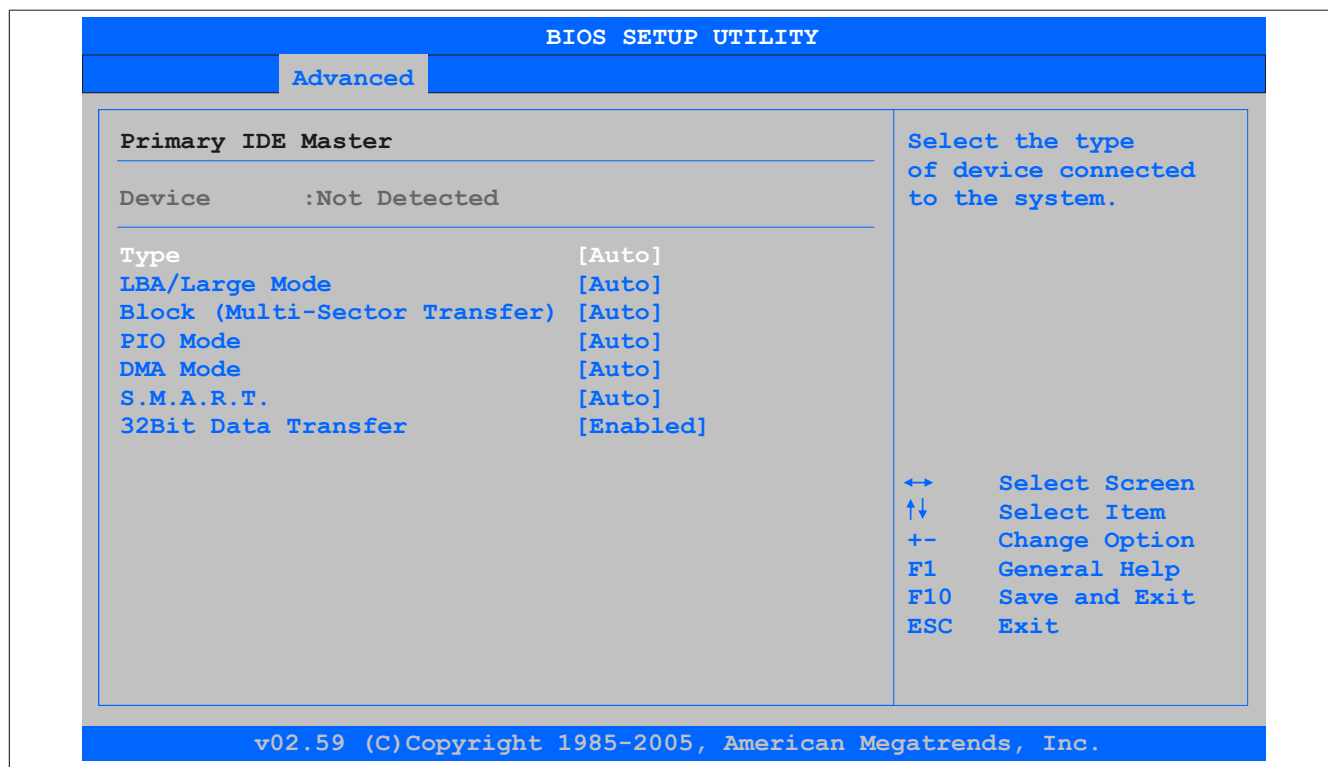 BIOS SETUP UTILITY
Advanced
Primary IDE Master
Device :Not Detected
Type [Auto]
LBA/Large Mode [Auto]
Block (Multi-Sector Transfer) [Auto]
PIO Mode [Auto]
DMA Mode [Auto]
S.M.A.R.T. [Auto]
32Bit Data Transfer [Enabled]
Select the type
of device connected
to the system.
↔ Select Screen
↑↓ Select Item
+- Change Option
F1 General Help
F10 Save and Exit
ESC Exit
v02.59 (C)Copyright 1985-2005, American Megatrends, Inc.